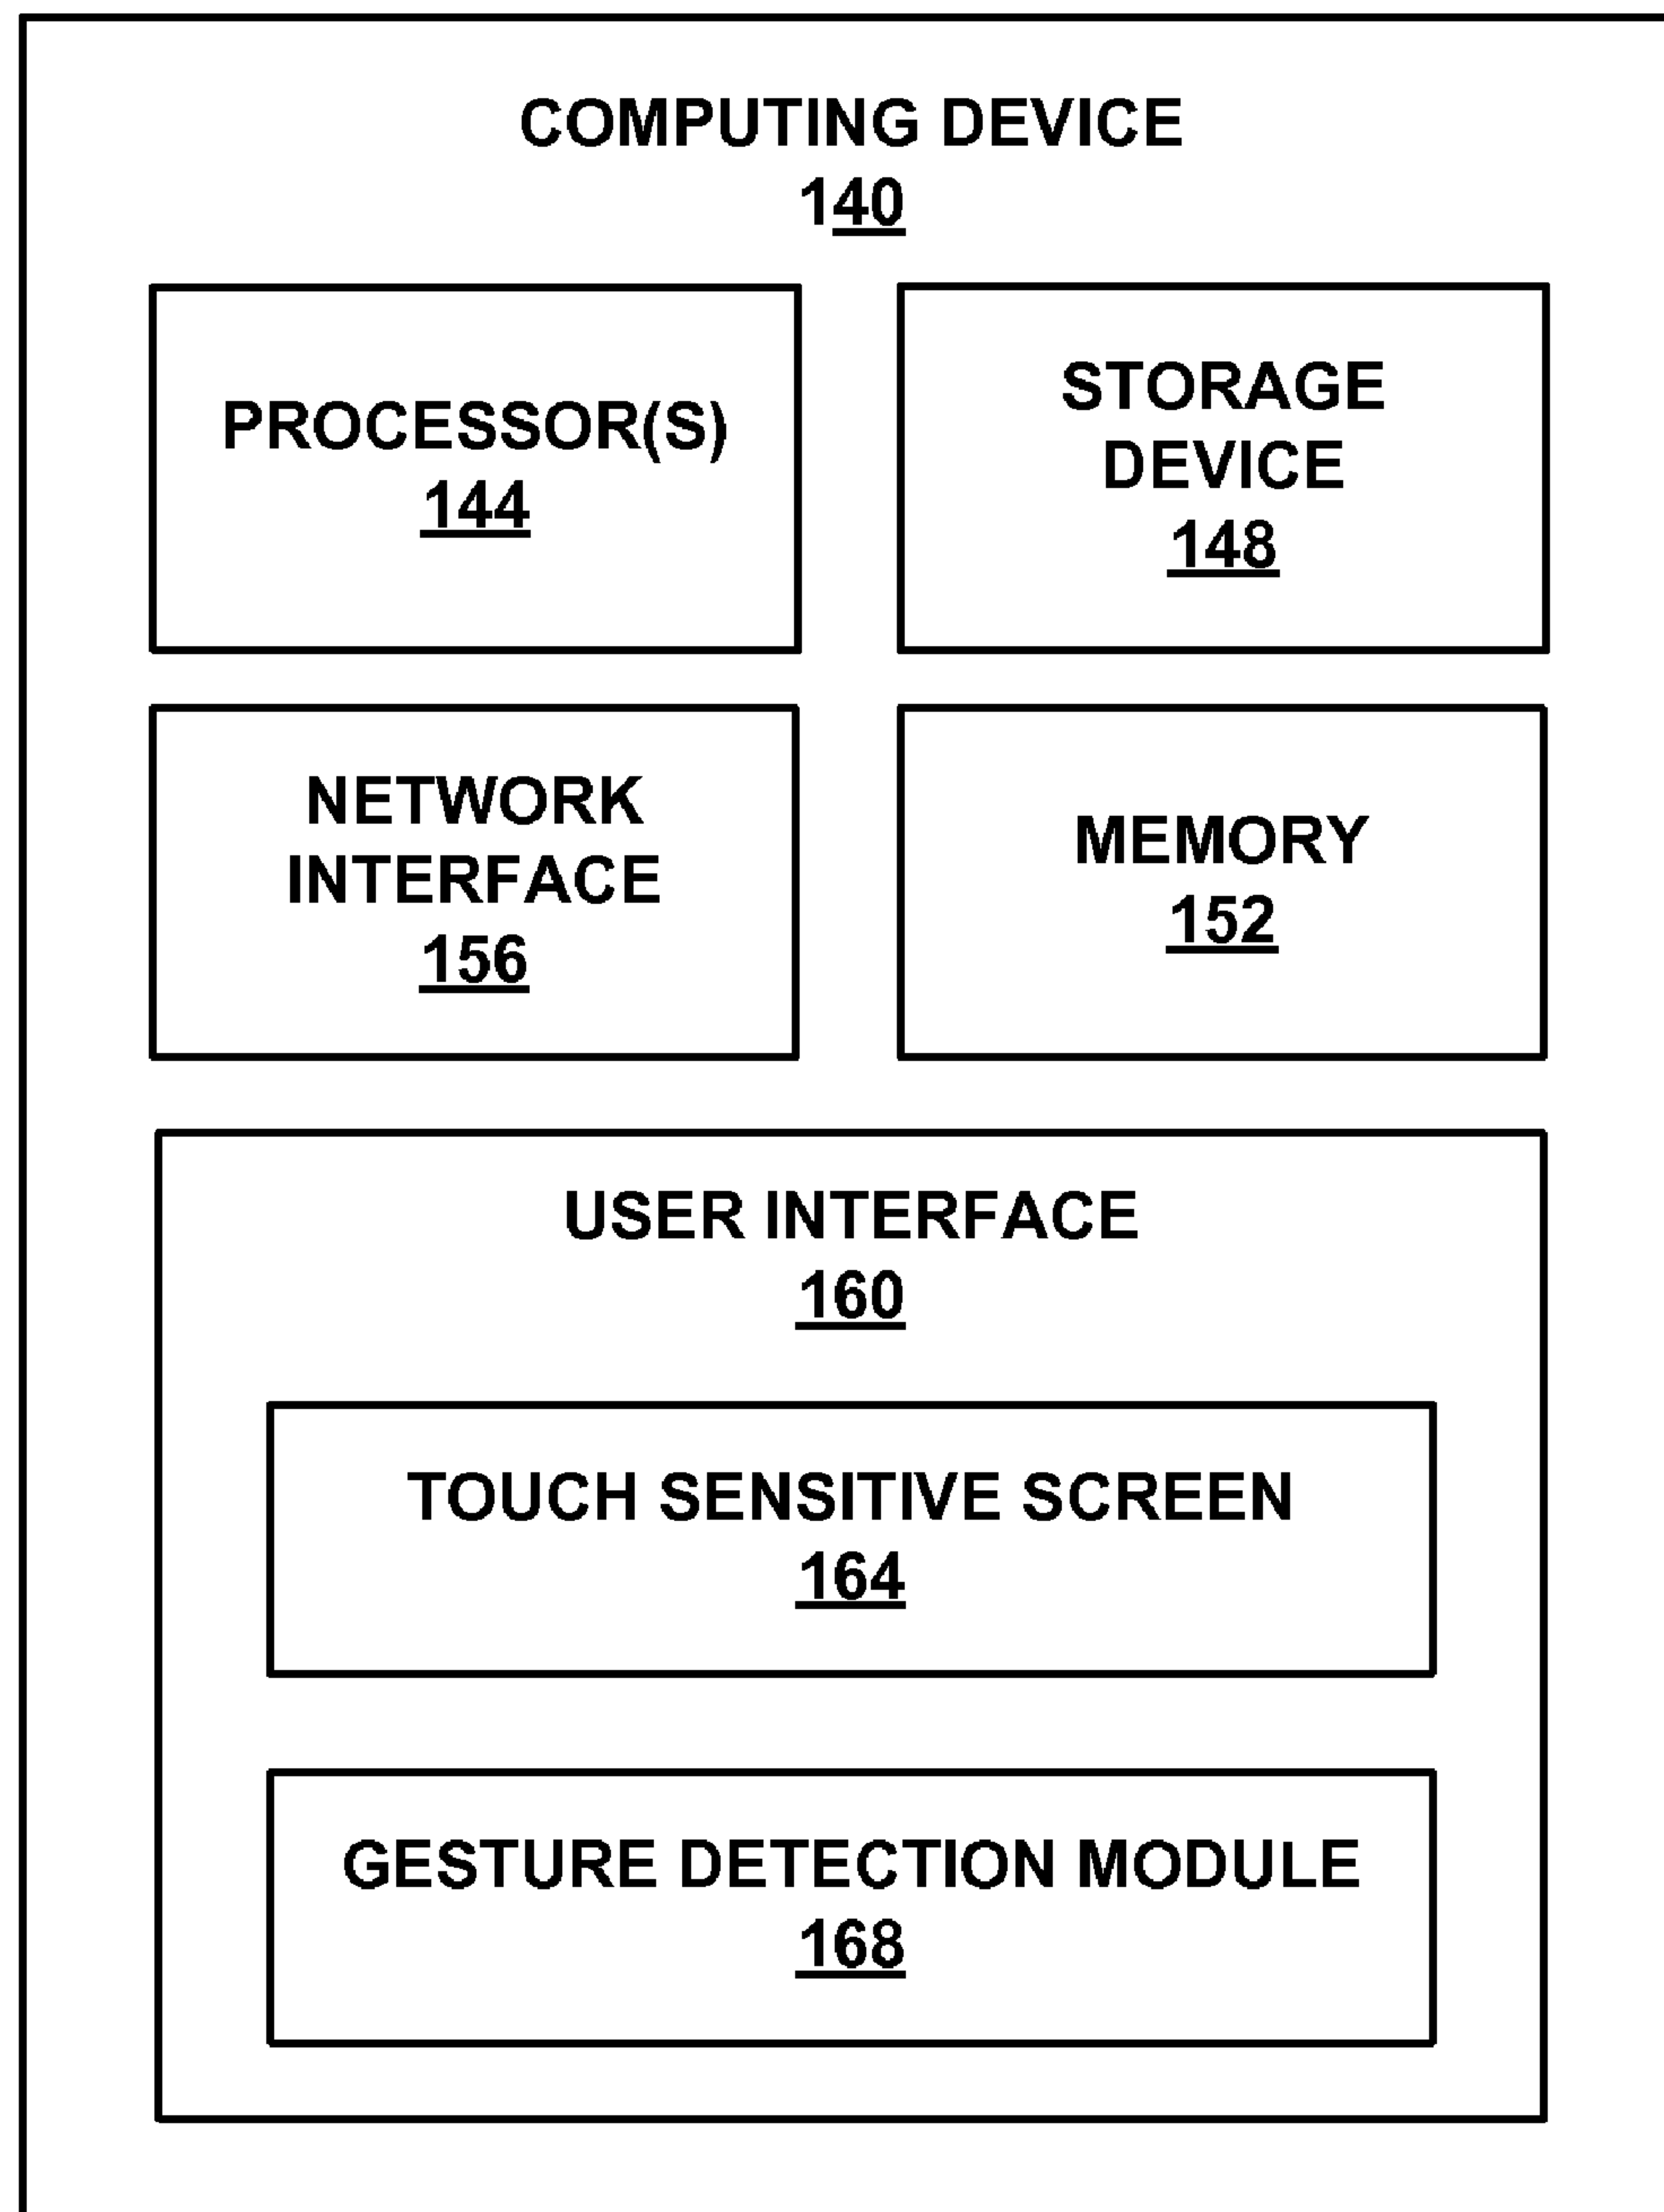 COMPUTING DEVICE
140
PROCESSOR(S)
144
STORAGE
DEVICE
148
NETWORK
INTERFACE
156
MEMORY
152
USER INTERFACE
160
TOUCH SENSITIVE SCREEN
164
GESTURE DETECTION MODULE
168